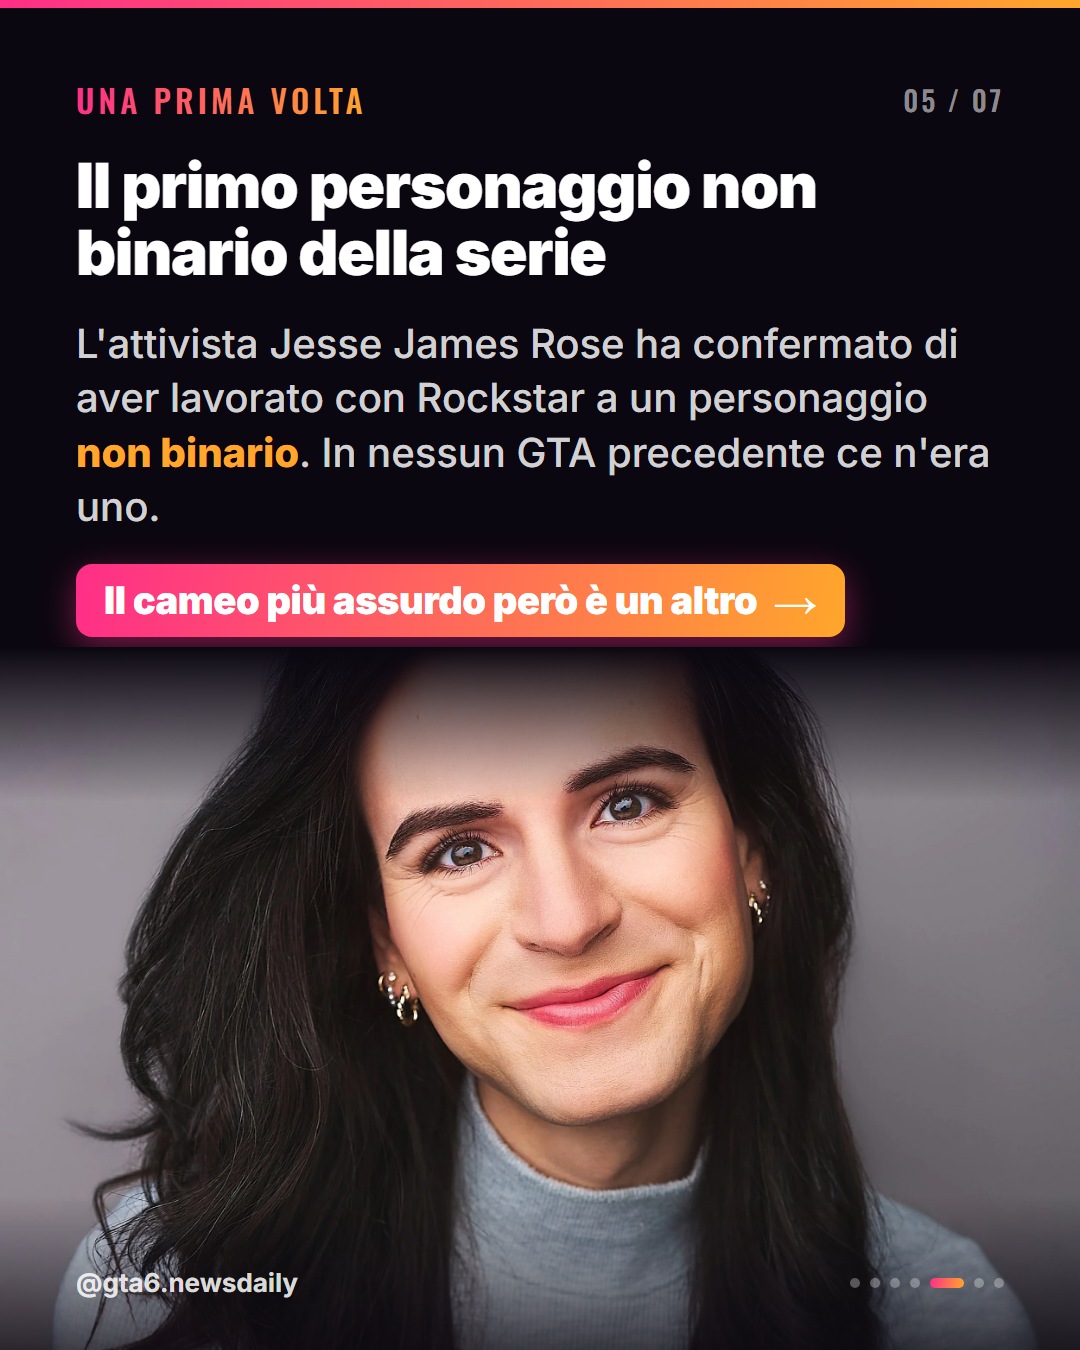 UNA PRIMA VOLTA
05 / 07
Il primo personaggio non
binario della serie
L'attivista Jesse James Rose ha confermato di
aver lavorato con Rockstar a un personaggio
non binario. In nessun GTA precedente ce n'era
uno.
Il cameo più assurdo però è un altro →
@gta6.newsdaily